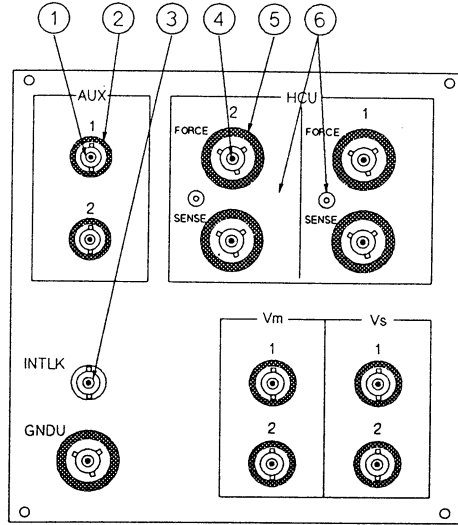 1 2 3 4 5 6
AUX HCU
1 2 1
FORCE FORCE
2
SENSE SENSE
Vm Vs
INTLK 1 1
GNDU 2 2